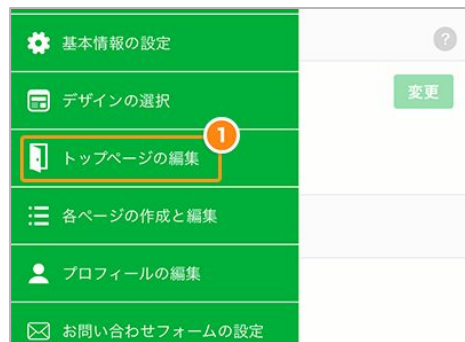 基本情報の設定
?
デザインの選択
変更
1
トップページの編集
各ページの作成と編集
プロフィールの編集
お問い合わせフォームの設定